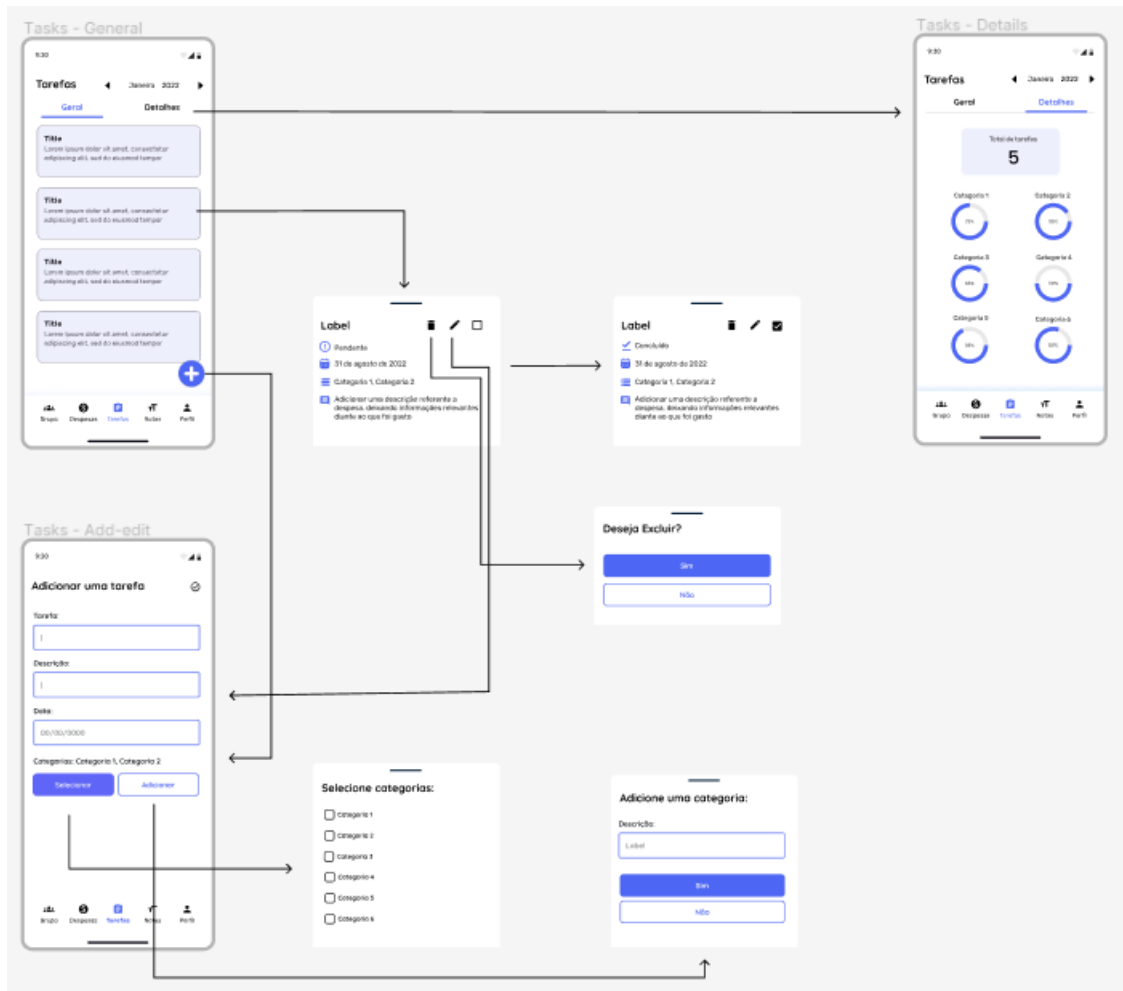 Tasks - General
9:30
Tarefas
Janeiro 2022
Geral
Detalhes
Title
Lorem ipsum dolor sit amet, consectetur
adipiscing elit, sed do eiusmod tempor
Title
Lorem ipsum dolor sit amet, consectetur
adipiscing elit, sed do eiusmod tempor
Title
Lorem ipsum dolor sit amet, consectetur
adipiscing elit, sed do eiusmod tempor
Title
Lorem ipsum dolor sit amet, consectetur
adipiscing elit, sed do eiusmod tempor
Grupo
Despesas
Tarefas
Notas
Perfil
Tasks - Details
9:30
Tarefas
Janeiro 2022
Geral
Detalhes
Total de tarefas
5
Categoria 1
Categoria 2
Categoria 3
Categoria 4
Categoria 5
Categoria 6
Grupo
Despesas
Tarefas
Notas
Perfil
Label
Pendente
31 de agosto de 2022
Categoria 1, Categoria 2
Adicionar uma descrição referente a
despesa, deixando informações relevantes
diante ao que foi gasto
Label
Concluído
31 de agosto de 2022
Categoria 1, Categoria 2
Adicionar uma descrição referente a
despesa, deixando informações relevantes
diante ao que foi gasto
Deseja Excluir?
Sim
Não
Tasks - Add-edit
9:30
Adicionar uma tarefa
Tarefa:
Descrição:
Data:
00/00/0000
Categorias: Categoria 1, Categoria 2
Selecionar
Adicionar
Grupo
Despesas
Tarefas
Notas
Perfil
Selecione categorias:
Categoria 1
Categoria 2
Categoria 3
Categoria 4
Categoria 5
Categoria 6
Adicione uma categoria:
Descrição:
Label
Sim
Não